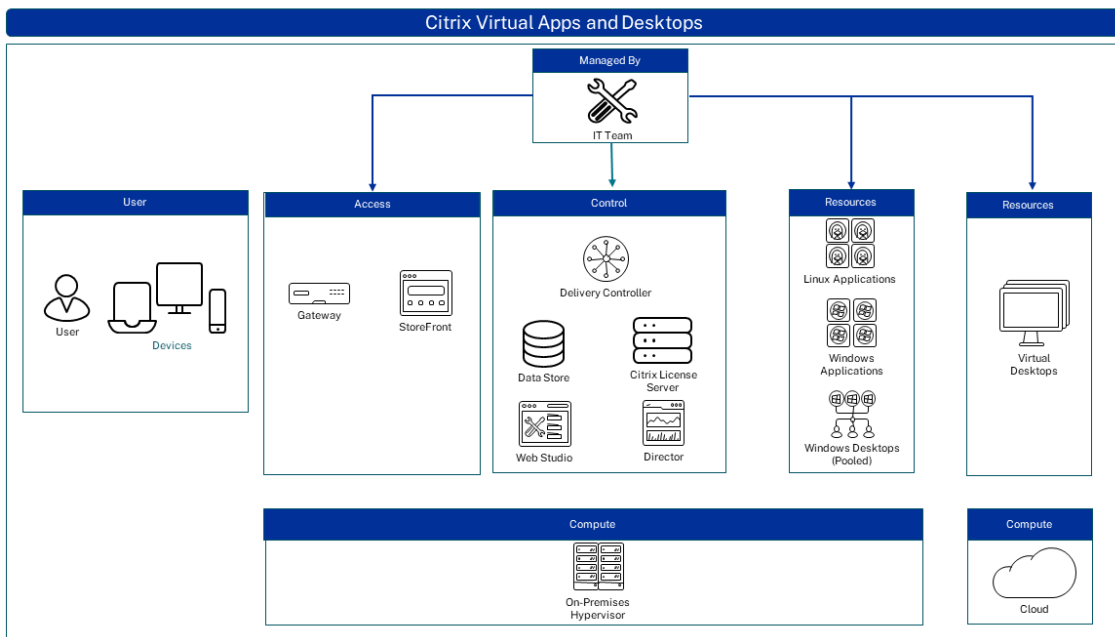 Citrix Virtual Apps and Desktops
Managed By
IT Team
User
User
Devices
Access
Gateway
StoreFront
Control
Delivery Controller
Data Store
Citrix License
Server
Web Studio
Director
Resources
Linux Applications
Windows
Applications
Windows Desktops
(Pooled)
Resources
Virtual
Desktops
Compute
On-Premises
Hypervisor
Compute
Cloud